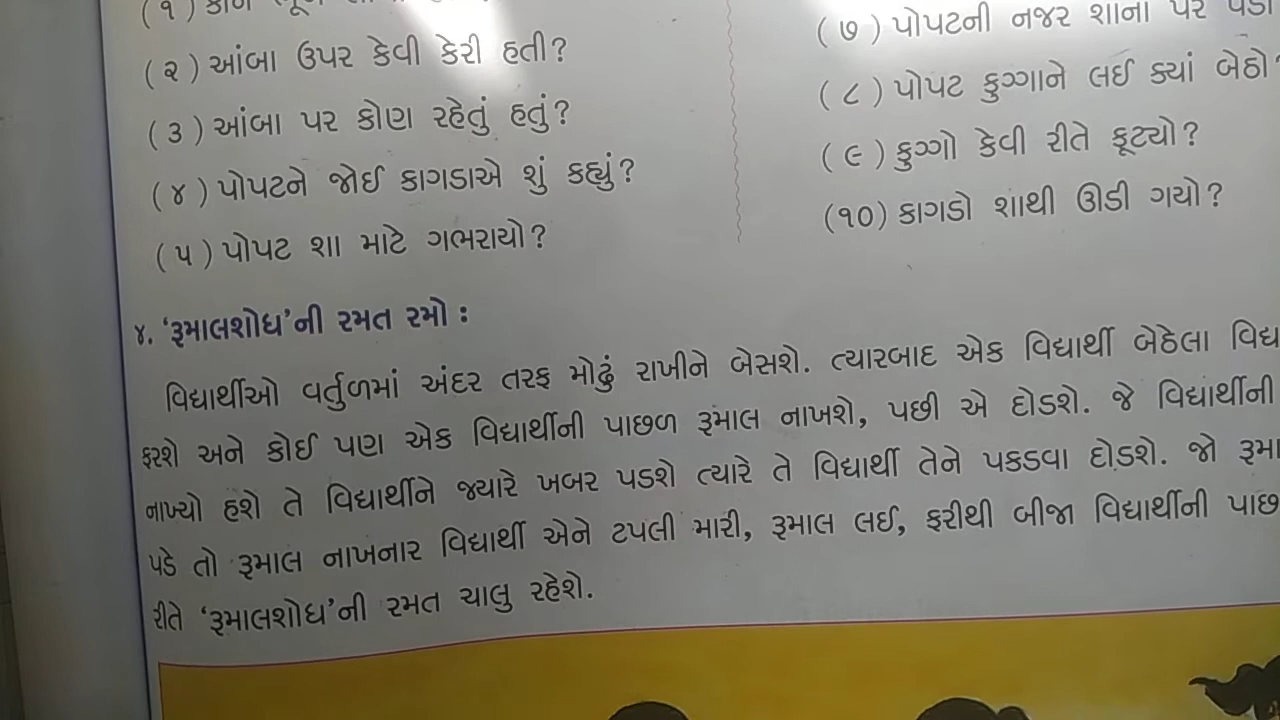 (૧) કોણ
(૨) આંબા ઉપર કેવી કેરી હતી?
(૩) આંબા પર કોણ રહેતું હતું?
(૪) પોપટને જોઈ કાગડાએ શું કહ્યું?
(૫) પોપટ શા માટે ગભરાયો?
(૭) પોપટની નજર શાના પર
(૮) પોપટ કુગ્ગાને લઈ ક્યાં બેઠો
(૯) કુગ્ગો કેવી રીતે ફૂટ્યો?
(૧૦) કાગડો શાથી ઊડી ગયો?
૪. ‘રૂમાલશોધ’ની રમત રમો :
વિદ્યાર્થીઓ વર્તુળમાં અંદર તરફ મોઢું રાખીને બેસશે. ત્યારબાદ એક વિદ્યાર્થી બેઠેલા
ફરશે અને કોઈ પણ એક વિદ્યાર્થીની પાછળ રૂમાલ નાખશે, પછી એ દોડશે. જે વિદ્યાર્થીની
નાખ્યો હશે તે વિદ્યાર્થીને જ્યારે ખબર પડશે ત્યારે તે વિદ્યાર્થી તેને પકડવા દોડશે. જો
પડે તો રૂમાલ નાખનાર વિદ્યાર્થી એને ટપલી મારી, રૂમાલ લઈ, ફરીથી બીજા વિદ્યાર્થીની
રીતે ‘રૂમાલશોધ’ની રમત ચાલુ રહેશે.